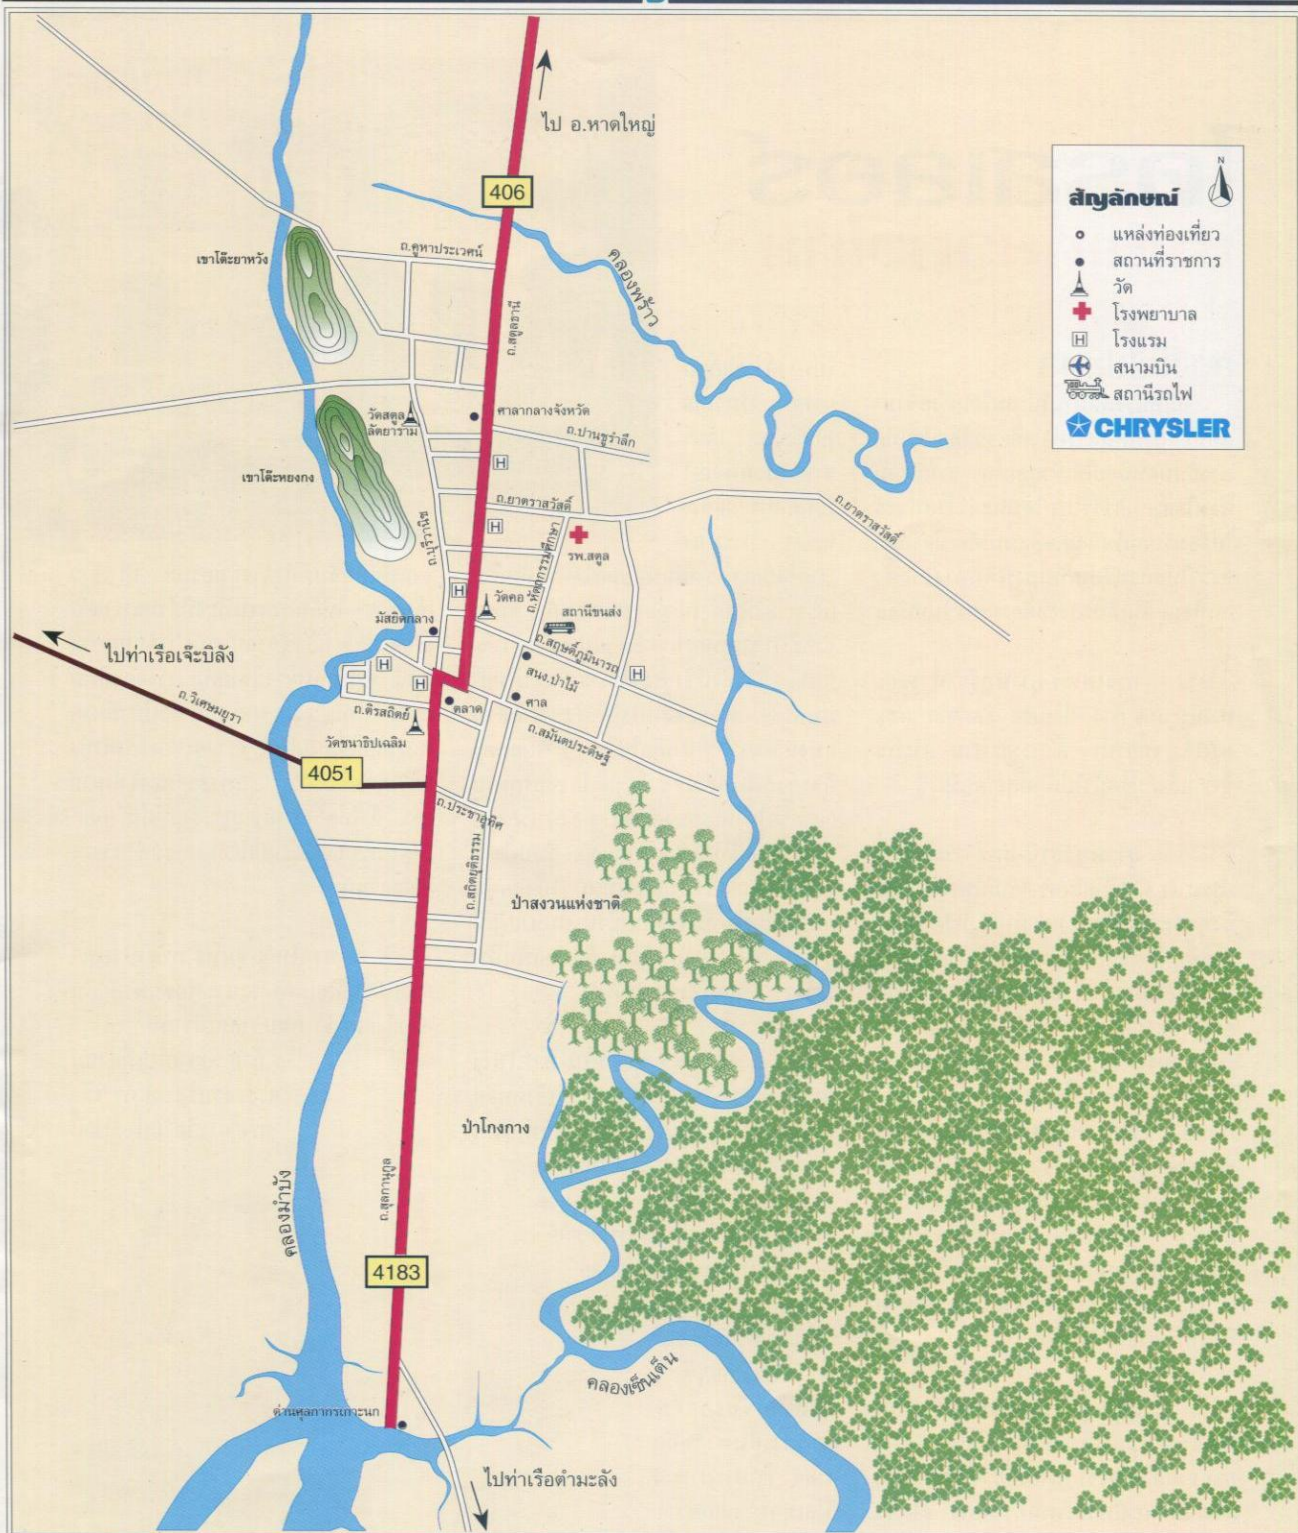 ไป อ.หาดใหญ่
406
N
สัญลักษณ์
แหล่งท่องเที่ยว
สถานที่ราชการ
วัด
โรงพยาบาล
H โรงแรม
สนามบิน
สถานีรถไฟ
CHRYSLER
เขาโต๊ะยาหวัง
ถ.คูหาประเวศน์
คลองพร้าว
ถ.สตูลธานี
วัดสตูล
สัตยาราม
ศาลากลางจังหวัด
ถ.ปานชูรำลึก
H
เขาโต๊ะหยงกง
ถ.ยาตราสวัสดิ์
ถ.ยาตราสวัสดิ์
ถ.บุรีวานิช
H
รพ.สตูล
ถ.หัตถกรรมศึกษา
H
วัดคอ
สถานีขนส่ง
มัสยิดกลาง
ถ.สฤษดิ์ภูมินารถ
ไปท่าเรือเจ๊ะบิลัง
H
H
สนง.ป่าไม้
H
ถ.วิเศษมยุรา
ถ.ติรสถิตย์
ตลาด
ศาล
วัดชนาธิปเฉลิม
ถ.สมันตประดิษฐ์
4051
ถ.ประชาอุทิศ
ถ.สถิตยุติธรรม
ป่าสงวนแห่งชาติ
ป่าโกงกาง
คลองมำบัง
ถ.สุลกานุกูล
4183
คลองเซ็นเต็น
ด่านศุลกากรเกาะนก
ไปท่าเรือตำมะลัง